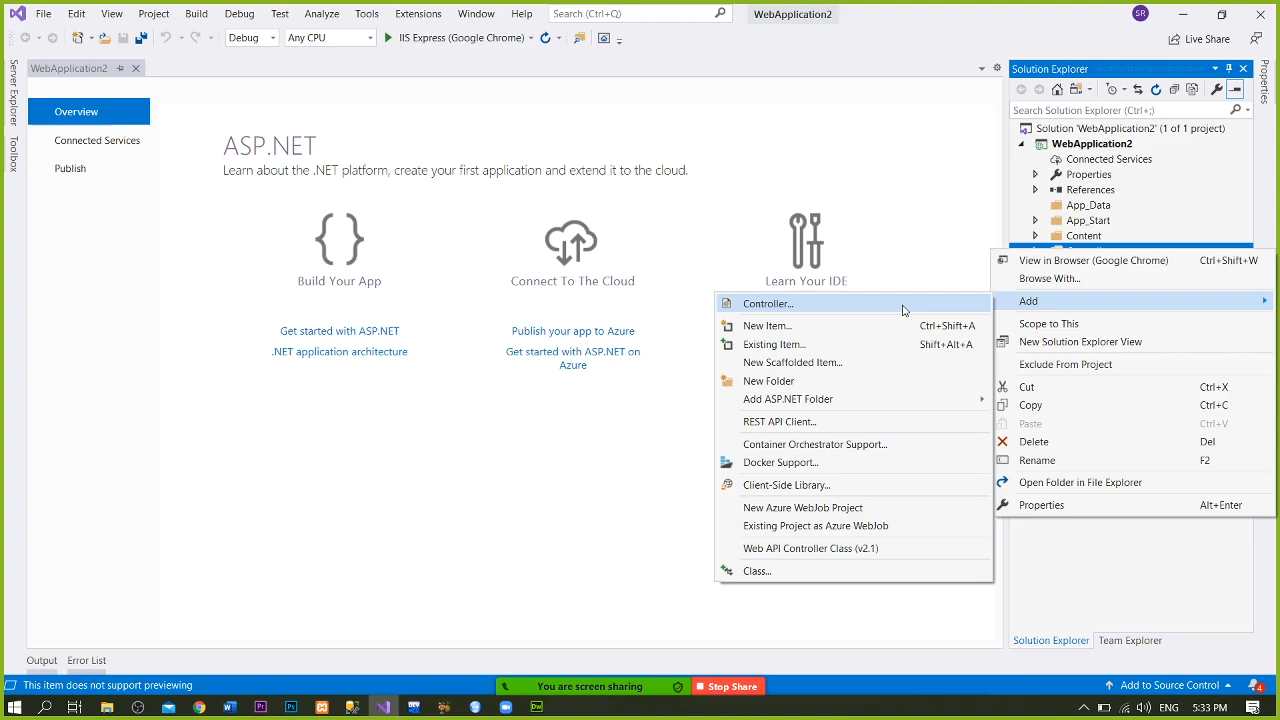 File Edit View Project Build Debug Test Analyze Tools Extensions Window Help Search (Ctrl+Q) WebApplication2 SR
Debug Any CPU IIS Express (Google Chrome) Live Share
Server Explorer
Toolbox
WebApplication2
Overview
Connected Services
Publish
ASP.NET
Learn about the .NET platform, create your first application and extend it to the cloud.
Build Your App
Get started with ASP.NET
.NET application architecture
Connect To The Cloud
Publish your app to Azure
Get started with ASP.NET on
Azure
Learn Your IDE
Controller...
New Item... Ctrl+Shift+A
Existing Item... Shift+Alt+A
New Scaffolded Item...
New Folder
Add ASP.NET Folder
REST API Client...
Container Orchestrator Support...
Docker Support...
Client-Side Library...
New Azure WebJob Project
Existing Project as Azure WebJob
Web API Controller Class (v2.1)
Class...
Solution Explorer
Search Solution Explorer (Ctrl+;)
Solution 'WebApplication2' (1 of 1 project)
WebApplication2
Connected Services
Properties
References
App_Data
App_Start
Content
View in Browser (Google Chrome) Ctrl+Shift+W
Browse With...
Add
Scope to This
New Solution Explorer View
Exclude From Project
Cut Ctrl+X
Copy Ctrl+C
Paste Ctrl+V
Delete Del
Rename F2
Open Folder in File Explorer
Properties Alt+Enter
Solution Explorer Team Explorer
Properties
Output Error List
This item does not support previewing
You are screen sharing Stop Share
Add to Source Control 4
ENG 5:33 PM